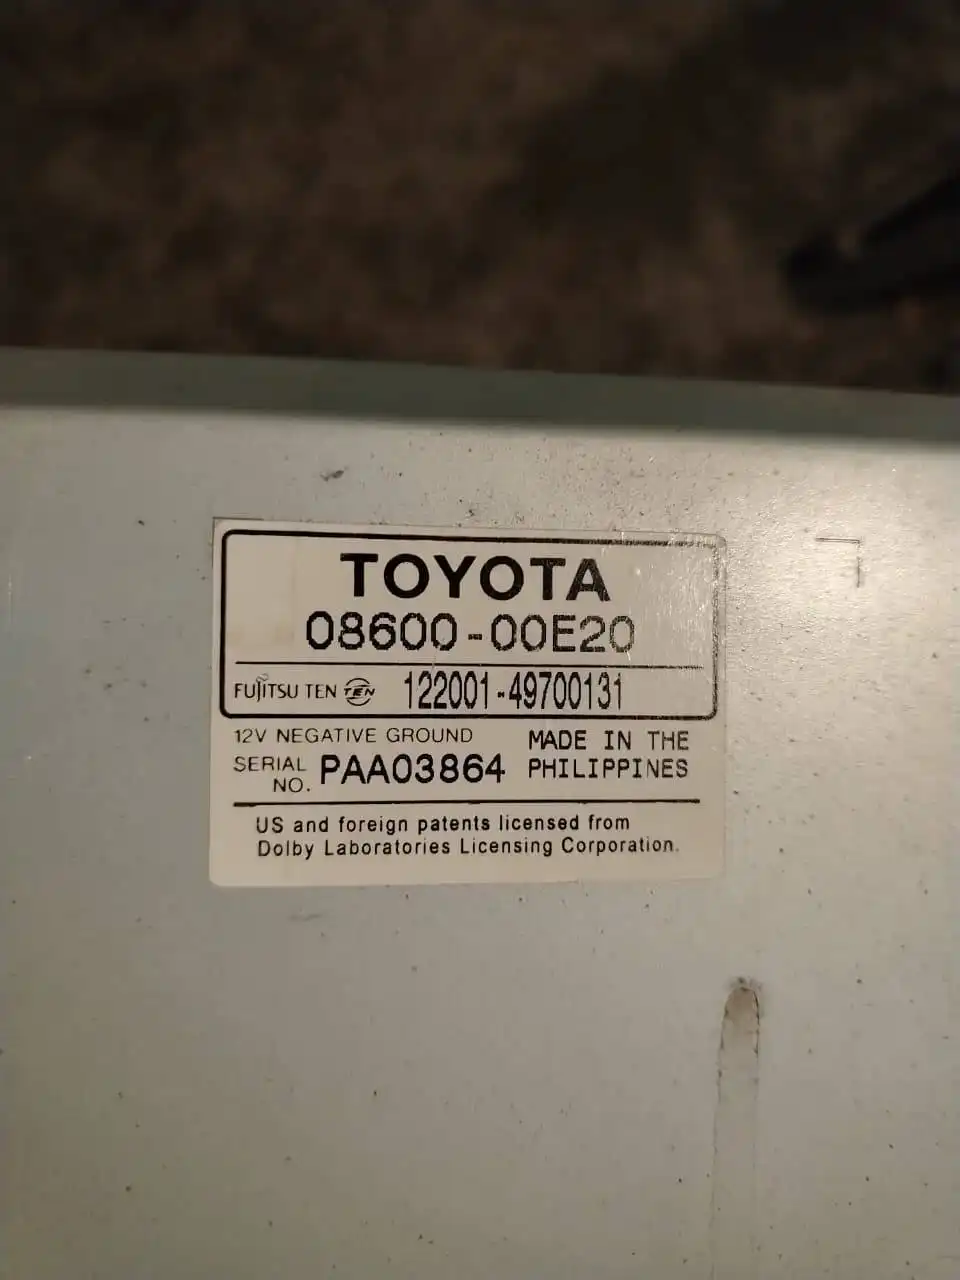 TOYOTA
08600-00E20
FUJITSU TEN TEN 122001-49700131
12V NEGATIVE GROUND MADE IN THE
SERIAL NO. PAA03864 PHILIPPINES
US and foreign patents licensed from
Dolby Laboratories Licensing Corporation.